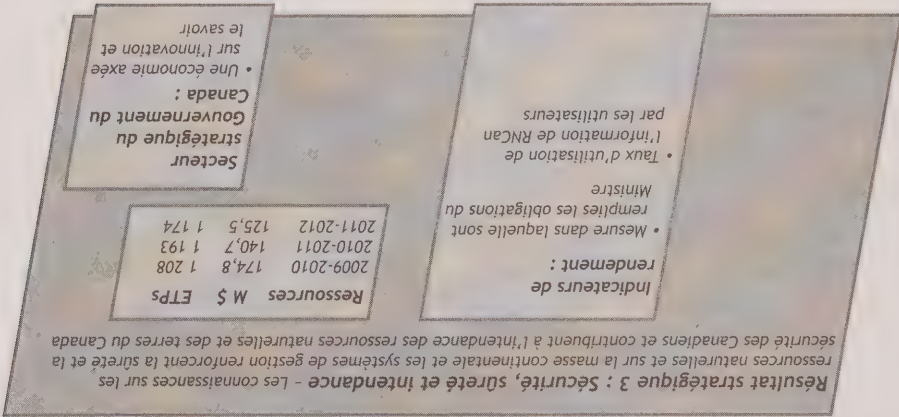 Résultat stratégique 3 : Sécurité, sûreté et intendance - Les connaissances sur les
ressources naturelles et sur la masse continentale et les systèmes de gestion renforcent la sûreté et la
sécurité des Canadiens et contribuent à l'intendance des ressources naturelles et des terres du Canada
Indicateurs de
rendement :
• Mesure dans laquelle sont
remplies les obligations du
Ministre
• Taux d'utilisation de
l'information de RNCan
par les utilisateurs
Ressources M $ ETPs
2009-2010 174,8 1 208
2010-2011 140,7 1 193
2011-2012 125,5 1 174
Secteur
stratégique du
Gouvernement du
Canada :
• Une économie axée
sur l'innovation et
le savoir